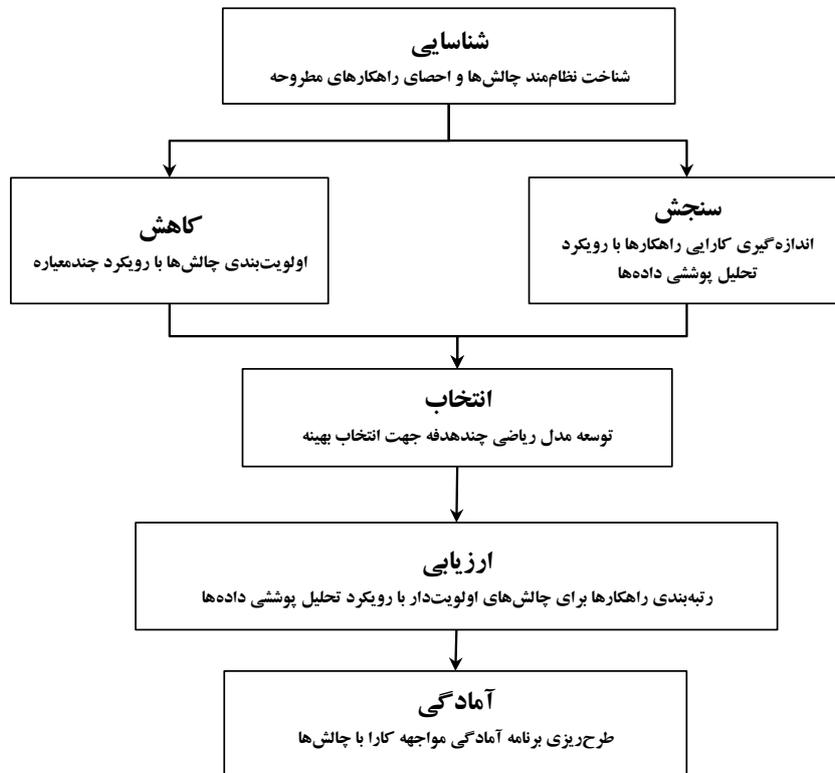 شناسایی
شناخت نظام‌مند چالش‌ها و احصای راهکارهای مطروحه
سنجش
اندازه‌گیری کارایی راهکارها با رویکرد
تحلیل پوششی داده‌ها
کاهش
اولویت‌بندی چالش‌ها با رویکرد چندمعیاره
انتخاب
توسعه مدل ریاضی چندهدفه جهت انتخاب بهینه
ارزیابی
رتبه‌بندی راهکارها برای چالش‌های اولویت‌دار با رویکرد تحلیل پوششی داده‌ها
آمادگی
طرح‌ریزی برنامه آمادگی مواجهه کارا با چالش‌ها